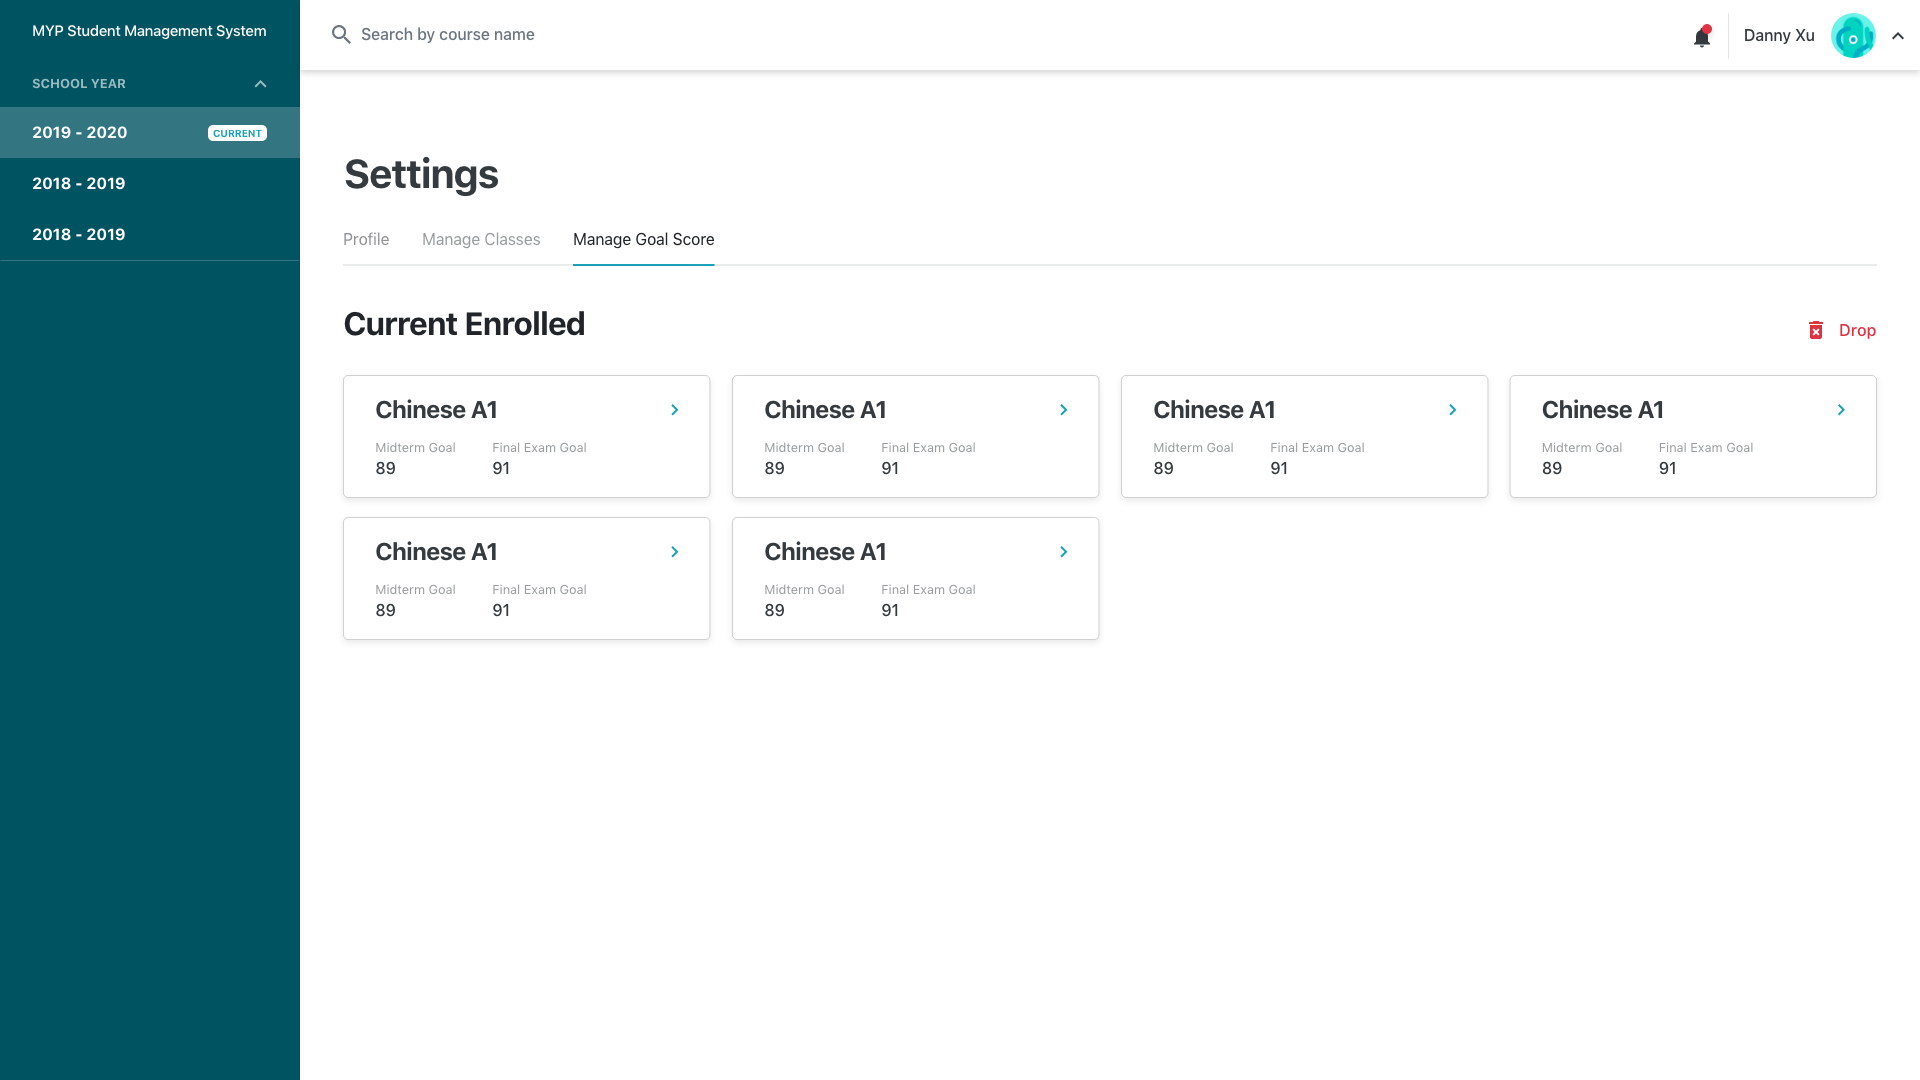 MYP Student Management System
SCHOOL YEAR
2019 - 2020 CURRENT
2018 - 2019
2018 - 2019
Search by course name
Danny Xu
Settings
Profile Manage Classes Manage Goal Score
Current Enrolled
Drop
Chinese A1 Chinese A1 Chinese A1 Chinese A1
Midterm Goal Final Exam Goal Midterm Goal Final Exam Goal Midterm Goal Final Exam Goal Midterm Goal Final Exam Goal
89 91 89 91 89 91 89 91
Chinese A1 Chinese A1
Midterm Goal Final Exam Goal Midterm Goal Final Exam Goal
89 91 89 91